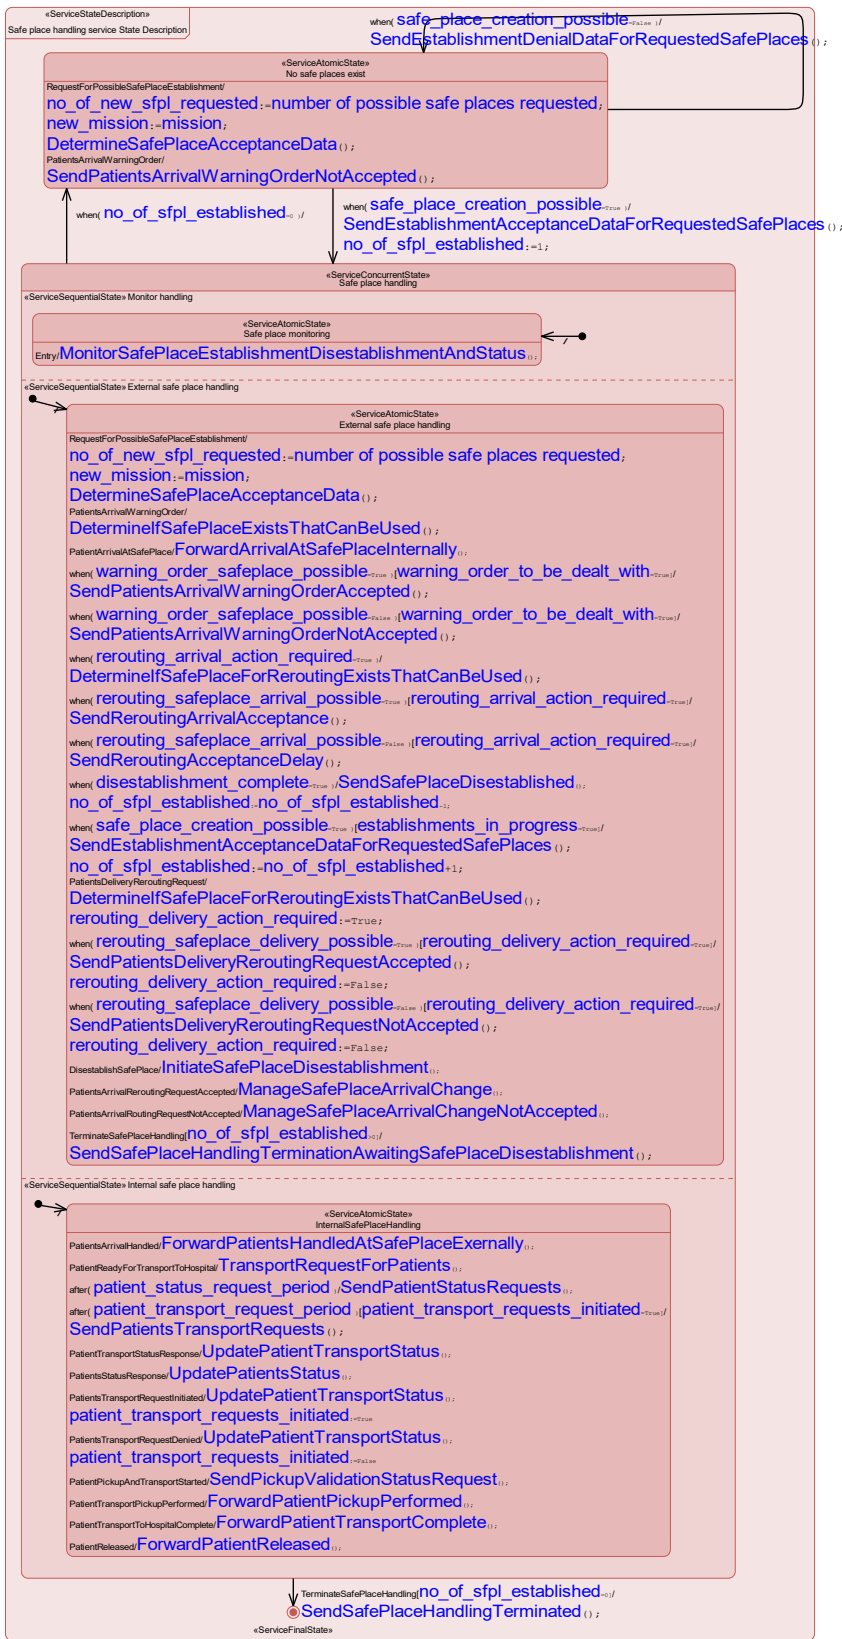 «ServiceStateDescription»
Safe place handling service State Description
when( safe_place_creation_possible=False )/
SendEstablishmentDenialDataForRequestedSafePlaces();
«ServiceAtomicState»
No safe places exist
RequestForPossibleSafePlaceEstablishment/
no_of_new_sfpl_requested:=number of possible safe places requested;
new_mission:=mission;
DetermineSafePlaceAcceptanceData();
PatientsArrivalWarningOrder/
SendPatientsArrivalWarningOrderNotAccepted();
when( no_of_sfpl_established=0 )/
when( safe_place_creation_possible=True )/
SendEstablishmentAcceptanceDataForRequestedSafePlaces();
no_of_sfpl_established:=1;
«ServiceConcurrentState»
Safe place handling
«ServiceSequentialState» Monitor handling
«ServiceAtomicState»
Safe place monitoring
Entry/MonitorSafePlaceEstablishmentDisestablishmentAndStatus();
/
«ServiceSequentialState» External safe place handling
/
«ServiceAtomicState»
External safe place handling
RequestForPossibleSafePlaceEstablishment/
no_of_new_sfpl_requested:=number of possible safe places requested;
new_mission:=mission;
DetermineSafePlaceAcceptanceData();
PatientsArrivalWarningOrder/
DetermineIfSafePlaceExistsThatCanBeUsed();
PatientArrivalAtSafePlace/ForwardArrivalAtSafePlaceInternally();
when( warning_order_safeplace_possible=True )[warning_order_to_be_dealt_with=True]/
SendPatientsArrivalWarningOrderAccepted();
when( warning_order_safeplace_possible=False )[warning_order_to_be_dealt_with=True]/
SendPatientsArrivalWarningOrderNotAccepted();
when( rerouting_arrival_action_required=True )/
DetermineIfSafePlaceForReroutingExistsThatCanBeUsed();
when( rerouting_safeplace_arrival_possible=True )[rerouting_arrival_action_required=True]/
SendReroutingArrivalAcceptance();
when( rerouting_safeplace_arrival_possible=False )[rerouting_arrival_action_required=True]/
SendReroutingAcceptanceDelay();
when( disestablishment_complete=True )/SendSafePlaceDisestablished();
no_of_sfpl_established:=no_of_sfpl_established-1;
when( safe_place_creation_possible=True )[establishments_in_progress=True]/
SendEstablishmentAcceptanceDataForRequestedSafePlaces();
no_of_sfpl_established:=no_of_sfpl_established+1;
PatientsDeliveryReroutingRequest/
DetermineIfSafePlaceForReroutingExistsThatCanBeUsed();
rerouting_delivery_action_required:=True;
when( rerouting_safeplace_delivery_possible=True )[rerouting_delivery_action_required=True]/
SendPatientsDeliveryReroutingRequestAccepted();
rerouting_delivery_action_required:=False;
when( rerouting_safeplace_delivery_possible=False )[rerouting_delivery_action_required=True]/
SendPatientsDeliveryReroutingRequestNotAccepted();
rerouting_delivery_action_required:=False;
DisestablishSafePlace/InitiateSafePlaceDisestablishment();
PatientsArrivalReroutingRequestAccepted/ManageSafePlaceArrivalChange();
PatientsArrivalRoutingRequestNotAccepted/ManageSafePlaceArrivalChangeNotAccepted();
TerminateSafePlaceHandling[no_of_sfpl_established>0]/
SendSafePlaceHandlingTerminationAwaitingSafePlaceDisestablishment();
«ServiceSequentialState» Internal safe place handling
/
«ServiceAtomicState»
InternalSafePlaceHandling
PatientsArrivalHandled/ForwardPatientsHandledAtSafePlaceExernally();
PatientReadyForTransportToHospital/TransportRequestForPatients();
after( patient_status_request_period )/SendPatientStatusRequests();
after( patient_transport_request_period )[patient_transport_requests_initiated=True]/
SendPatientsTransportRequests();
PatientTransportStatusResponse/UpdatePatientTransportStatus();
PatientsStatusResponse/UpdatePatientsStatus();
PatientsTransportRequestInitiated/UpdatePatientTransportStatus();
patient_transport_requests_initiated:=True
PatientsTransportRequestDenied/UpdatePatientTransportStatus();
patient_transport_requests_initiated:=False
PatientPickupAndTransportStarted/SendPickupValidationStatusRequest();
PatientTransportPickupPerformed/ForwardPatientPickupPerformed();
PatientTransportToHospitalComplete/ForwardPatientTransportComplete();
PatientReleased/ForwardPatientReleased();
TerminateSafePlaceHandling[no_of_sfpl_established=0]/
SendSafePlaceHandlingTerminated();
«ServiceFinalState»